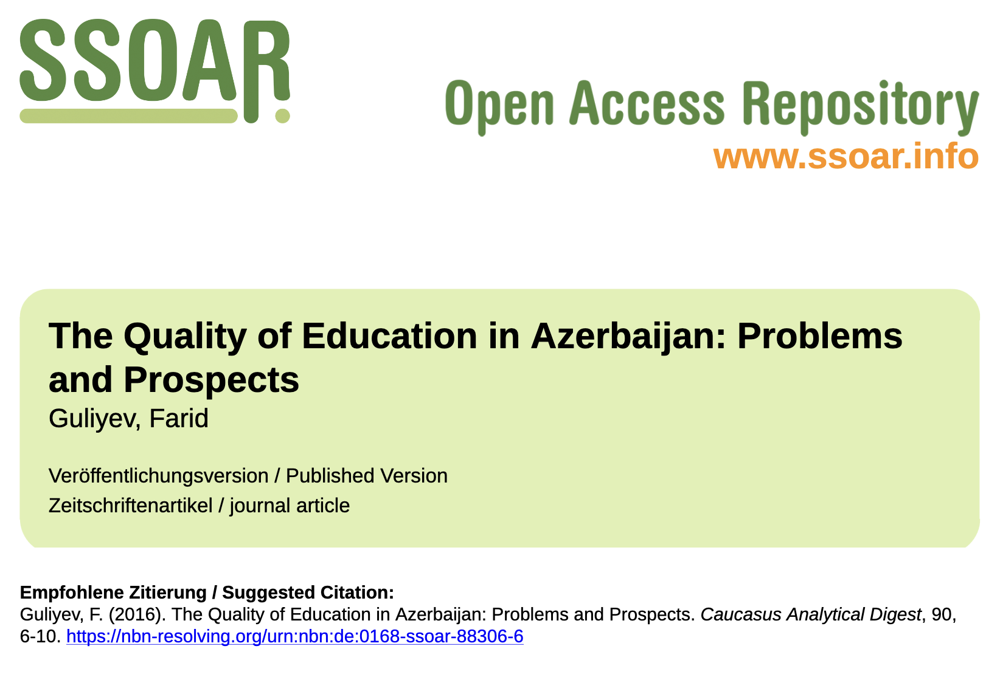 SSOAR
Open Access Repository
www.ssoar.info
The Quality of Education in Azerbaijan: Problems
and Prospects
Guliyev, Farid
Veröffentlichungsversion / Published Version
Zeitschriftenartikel / journal article
Empfohlene Zitierung / Suggested Citation:
Guliyev, F. (2016). The Quality of Education in Azerbaijan: Problems and Prospects. Caucasus Analytical Digest, 90,
6-10. https://nbn-resolving.org/urn:nbn:de:0168-ssoar-88306-6